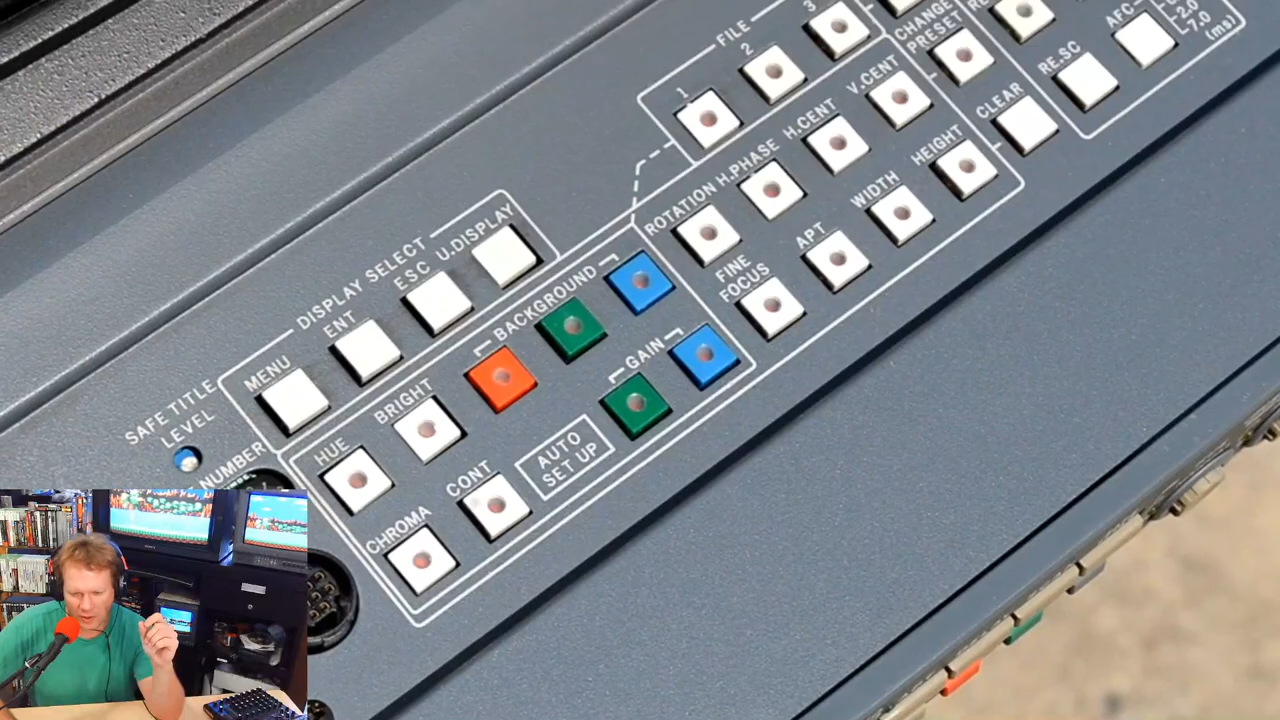 FILE
1
2
3
CHANGE
PRESET
AFC
2.0
7.0
(ms)
RE.SC
CLEAR
V.CENT
H.CENT
H.PHASE
ROTATION
HEIGHT
WIDTH
APT
FINE
FOCUS
DISPLAY SELECT
U.DISPLAY
ESC
ENT
MENU
BACKGROUND
GAIN
BRIGHT
HUE
CONT
CHROMA
AUTO
SET UP
SAFE TITLE
LEVEL
NUMBER